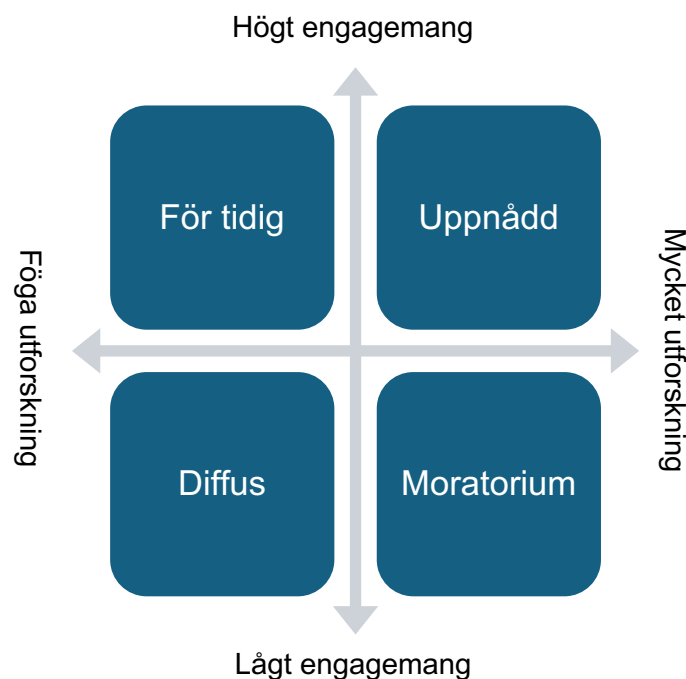 Högt engagemang
För tidig
Uppnådd
Föga utforskning
Mycket utforskning
Diffus
Moratorium
Lågt engagemang